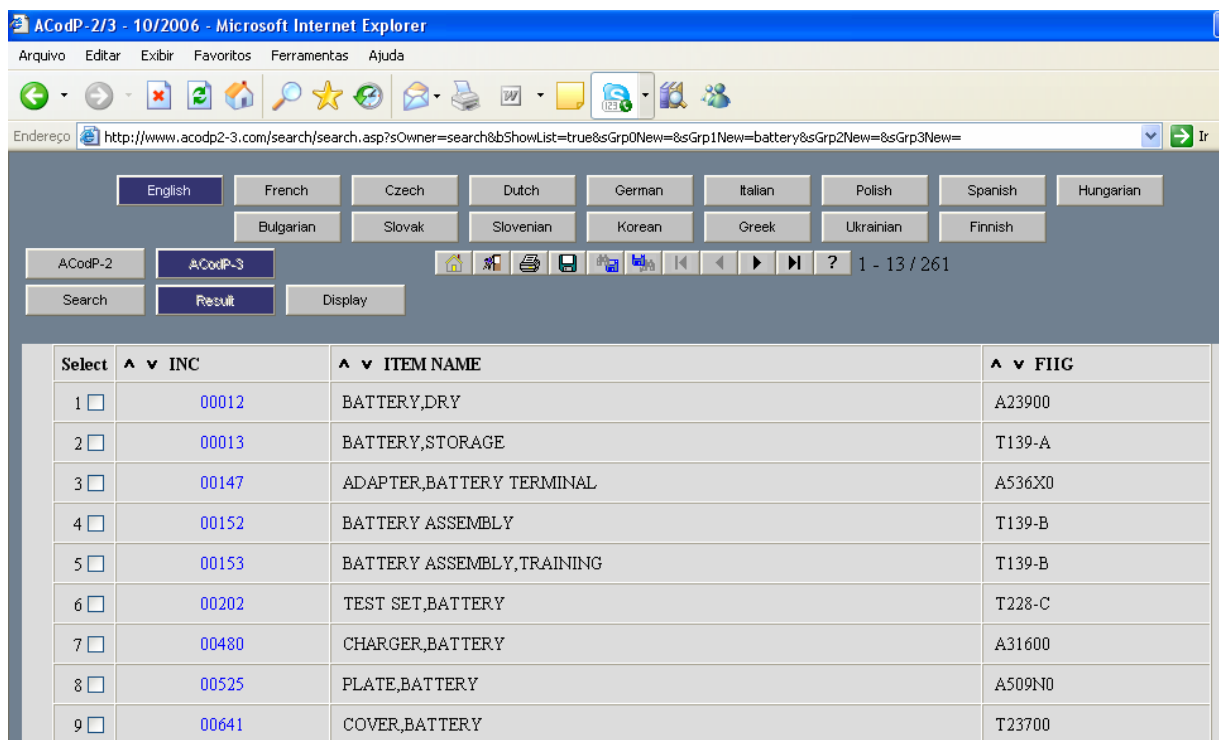 ACodP-2/3 - 10/2006 - Microsoft Internet Explorer
Arquivo Editar Exibir Favoritos Ferramentas Ajuda
Endereço http://www.acodp2-3.com/search/search.asp?sOwner=search&bShowList=true&sGrp0New=&sGrp1New=battery&sGrp2New=&sGrp3New= Ir
English French Czech Dutch German Italian Polish Spanish Hungarian
Bulgarian Slovak Slovenian Korean Greek Ukrainian Finnish
ACodP-2 ACodP-3 ? 1 - 13 / 261
Search Result Display
Select INC ITEM NAME FIIG
1 00012 BATTERY,DRY A23900
2 00013 BATTERY,STORAGE T139-A
3 00147 ADAPTER,BATTERY TERMINAL A536X0
4 00152 BATTERY ASSEMBLY T139-B
5 00153 BATTERY ASSEMBLY,TRAINING T139-B
6 00202 TEST SET,BATTERY T228-C
7 00480 CHARGER,BATTERY A31600
8 00525 PLATE,BATTERY A509N0
9 00641 COVER,BATTERY T23700